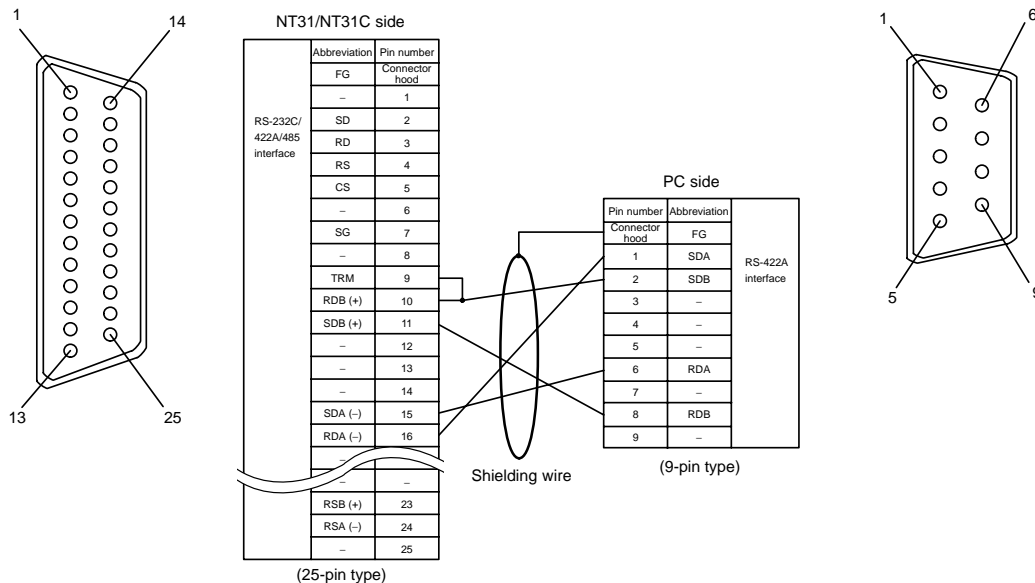 1
14
13
25
NT31/NT31C side
Abbreviation Pin number
RS-232C/
422A/485
interface
FG Connector hood
– 1
SD 2
RD 3
RS 4
CS 5
– 6
SG 7
– 8
TRM 9
RDB (+) 10
SDB (+) 11
– 12
– 13
– 14
SDA (–) 15
RDA (–) 16
–
– –
RSB (+) 23
RSA (–) 24
– 25
(25-pin type)
Shielding wire
PC side
Pin number Abbreviation
Connector hood FG
1 SDA
2 SDB
3 –
4 –
5 –
6 RDA
7 –
8 RDB
9 –
RS-422A
interface
(9-pin type)
1
6
5
9